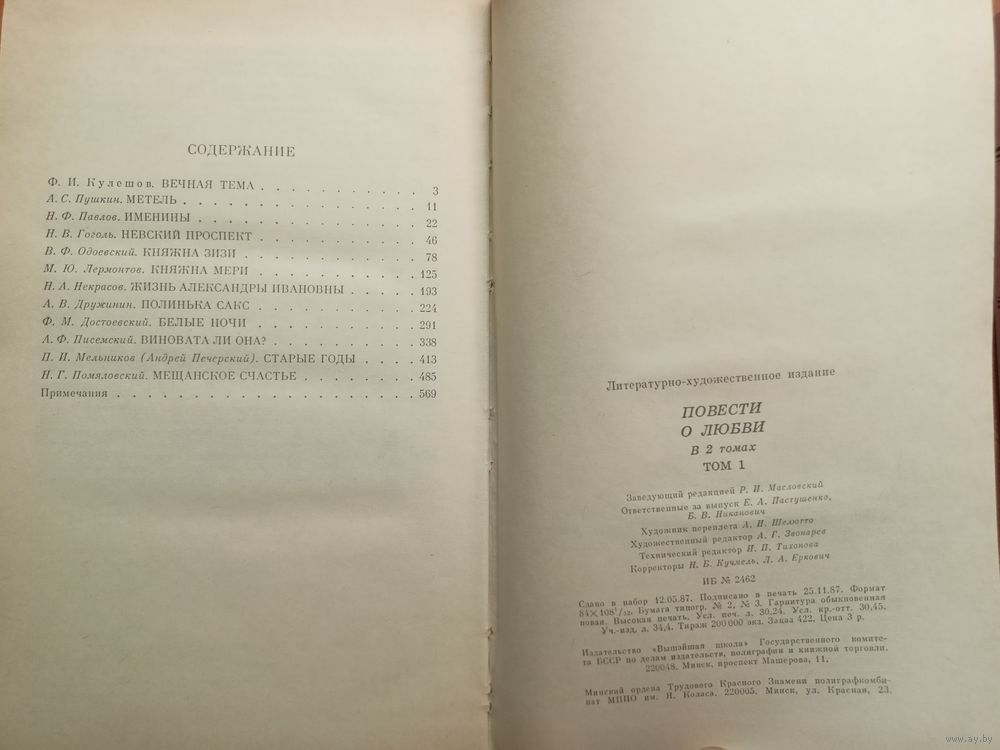 СОДЕРЖАНИЕ
Ф. И. Кулешов. ВЕЧНАЯ ТЕМА . . . . . . . . . . 3
А. С. Пушкин. МЕТЕЛЬ . . . . . . . . . . . . . 11
Н. Ф. Павлов. ИМЕНИНЫ . . . . . . . . . . . . 22
Н. В. Гоголь. НЕВСКИЙ ПРОСПЕКТ . . . . . . . . . 46
В. Ф. Одоевский. КНЯЖНА ЗИЗИ . . . . . . . . . . 78
М. Ю. Лермонтов. КНЯЖНА МЕРИ . . . . . . . . . 125
Н. А. Некрасов. ЖИЗНЬ АЛЕКСАНДРЫ ИВАНОВНЫ . . . . . 193
А. В. Дружинин. ПОЛИНЬКА САКС . . . . . . . . . 224
Ф. М. Достоевский. БЕЛЫЕ НОЧИ . . . . . . . . . 291
А. Ф. Писемский. ВИНОВАТА ЛИ ОНА? . . . . . . . . 338
П. И. Мельников (Андрей Печерский). СТАРЫЕ ГОДЫ . . . . 413
Н. Г. Помяловский. МЕЩАНСКОЕ СЧАСТЬЕ . . . . . . . 485
Примечания . . . . . . . . . . . . . . . . . 569
Литературно-художественное издание
ПОВЕСТИ
О ЛЮБВИ
В 2 томах
ТОМ 1
Заведующий редакцией Р. И. Масловский
Ответственные за выпуск Е. А. Пастушенко,
Б. В. Никанович
Художник переплета А. И. Шелюгто
Художественный редактор А. Г. Звонарев
Технический редактор И. П. Тихонова
Корректоры Н. Б. Кучмель, Л. А. Еркович
ИБ № 2462
Сдано в набор 12.05.87. Подписано в печать 25.11.87. Формат
84×108¹/₃₂. Бумага типогр. № 2, № 3. Гарнитура обыкновенная
новая. Высокая печать. Усл. печ. л. 30,24. Усл. кр.-отт. 30,45.
Уч.-изд. л. 34,4. Тираж 200 000 экз. Заказ 422. Цена 3 р.
Издательство «Вышэйшая школа» Государственного комите-
та БССР по делам издательств, полиграфии и книжной торговли.
220048. Минск, проспект Машерова, 11.
Минский ордена Трудового Красного Знамени полиграфкомби-
нат МППО им. Я. Коласа. 220005. Минск, ул. Красная, 23.
www.ay.by